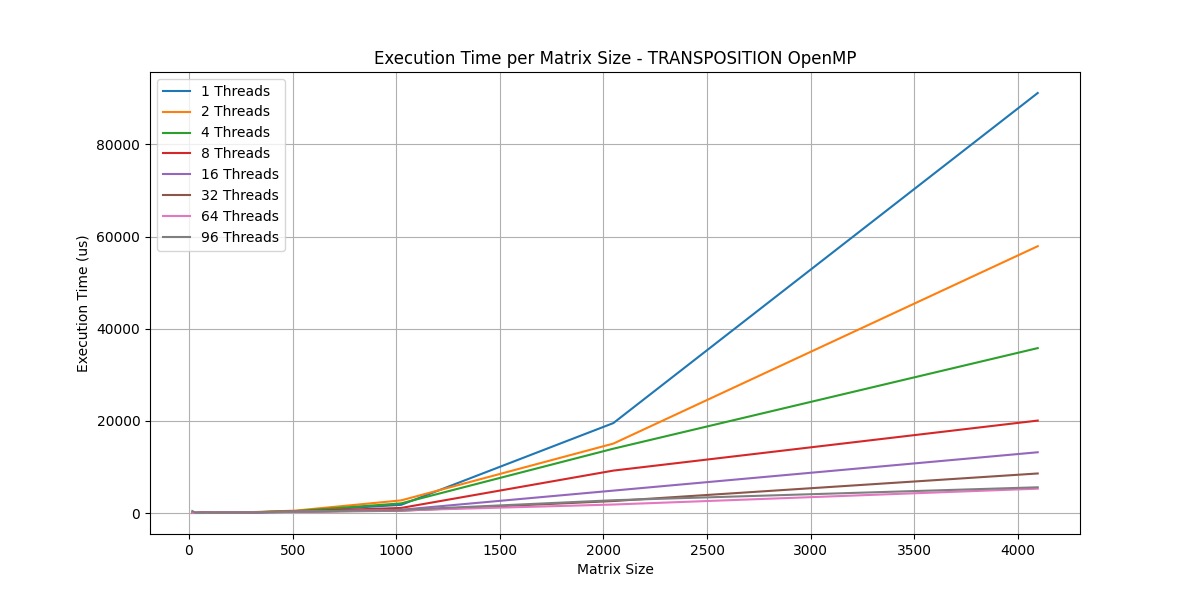 Execution Time per Matrix Size - TRANSPOSITION OpenMP
1 Threads
2 Threads
4 Threads
8 Threads
16 Threads
32 Threads
64 Threads
96 Threads
Execution Time (us)
80000
60000
40000
20000
0
0 500 1000 1500 2000 2500 3000 3500 4000
Matrix Size